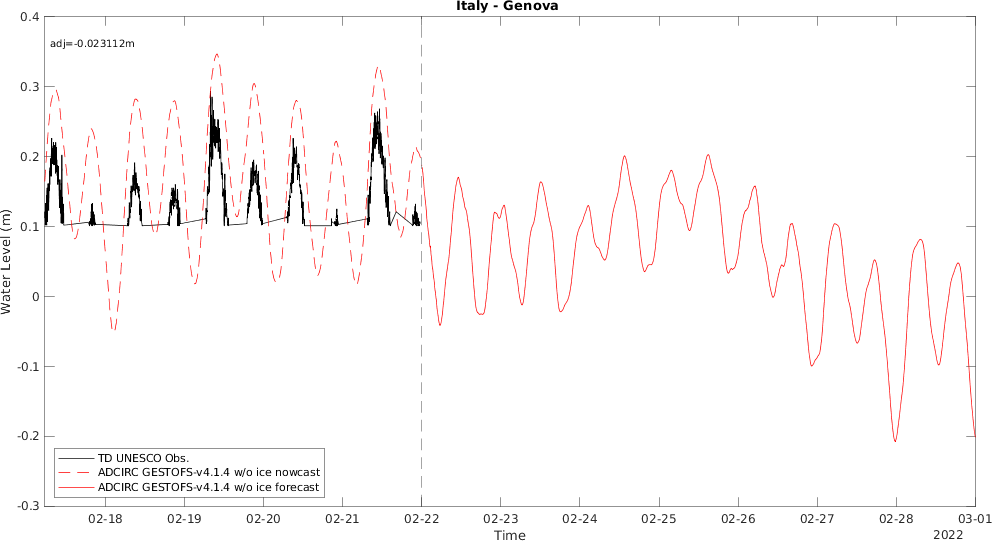 Italy - Genova
adj=-0.023112m
0.4
0.3
0.2
0.1
0
-0.1
-0.2
-0.3
Water Level (m)
TD UNESCO Obs.
ADCIRC GESTOFS-v4.1.4 w/o ice nowcast
ADCIRC GESTOFS-v4.1.4 w/o ice forecast
02-18 02-19 02-20 02-21 02-22 02-23 02-24 02-25 02-26 02-27 02-28 03-01
Time
2022